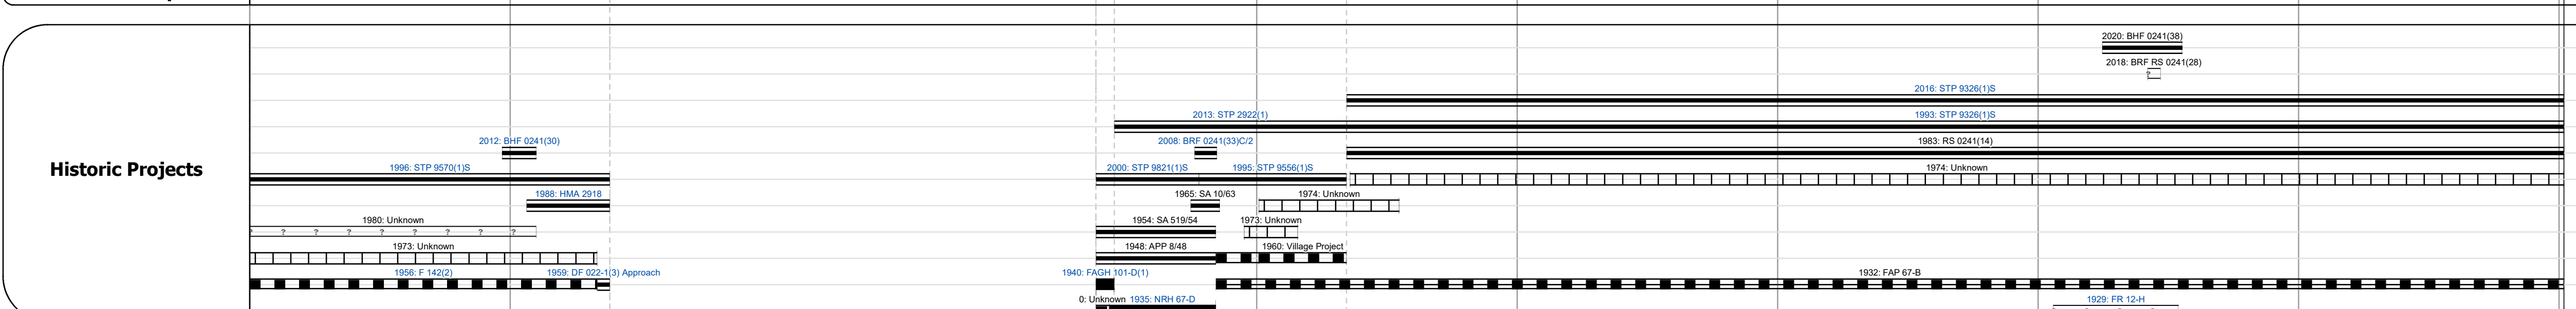 2020: BHF 0241(38)
2018: BRF RS 0241(28)
?
2016: STP 9326(1)S
2013: STP 2922(1) 1993: STP 9326(1)S
2012: BHF 0241(30) 2008: BRF 0241(33)C/2 1983: RS 0241(14)
Historic Projects
1996: STP 9570(1)S 2000: STP 9821(1)S 1995: STP 9556(1)S 1974: Unknown
1988: HMA 2918 1965: SA 10/63 1974: Unknown
1980: Unknown 1954: SA 519/54 1973: Unknown
? ? ? ? ? ? ? ? ?
1973: Unknown 1948: APP 8/48 1960: Village Project
1956: F 142(2) 1959: DF 022-1(3) Approach 1940: FAGH 101-D(1) 1932: FAP 67-B
0: Unknown 1935: NRH 67-D 1929: FR 12-H